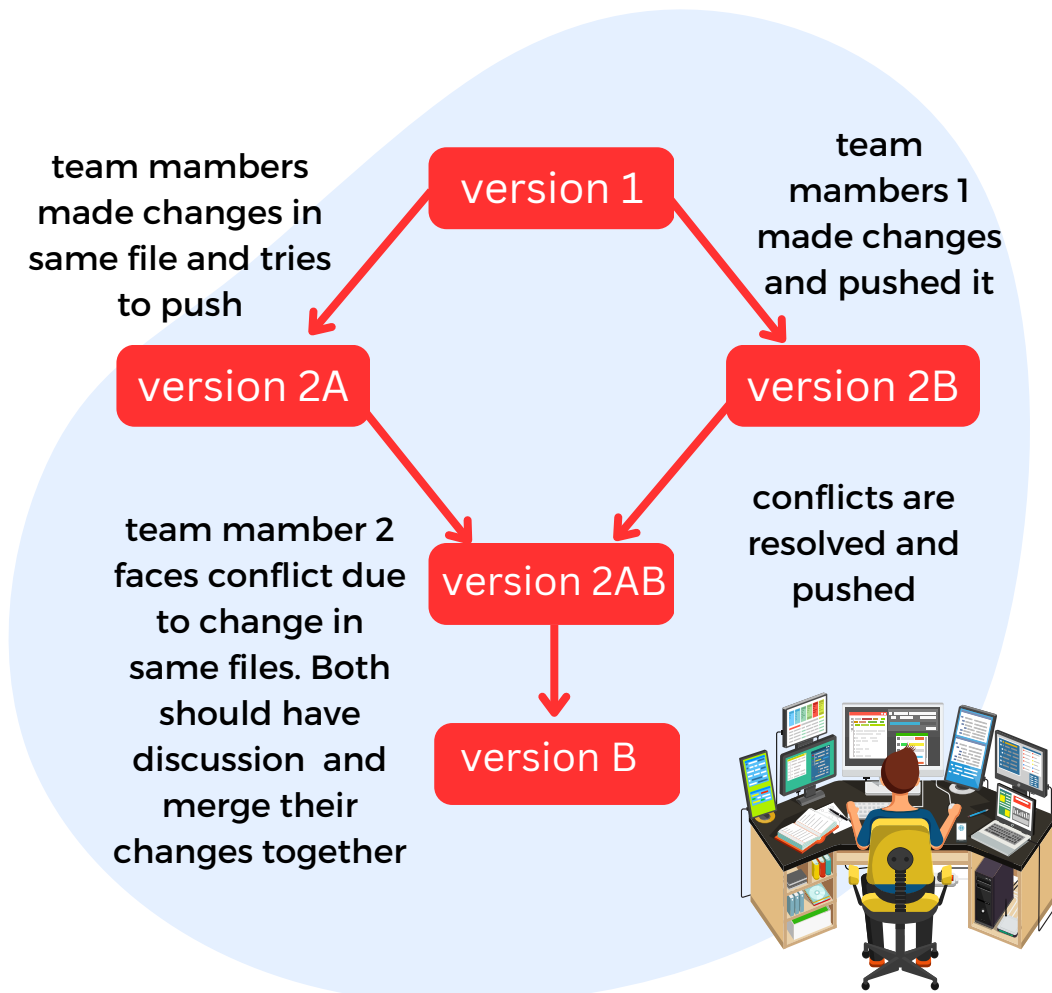 team mambers
made changes in
same file and tries
to push
version 1
team
mambers 1
made changes
and pushed it
version 2A
version 2B
team mamber 2
faces conflict due
to change in
same files. Both
should have
discussion and
merge their
changes together
version 2AB
conflicts are
resolved and
pushed
version B